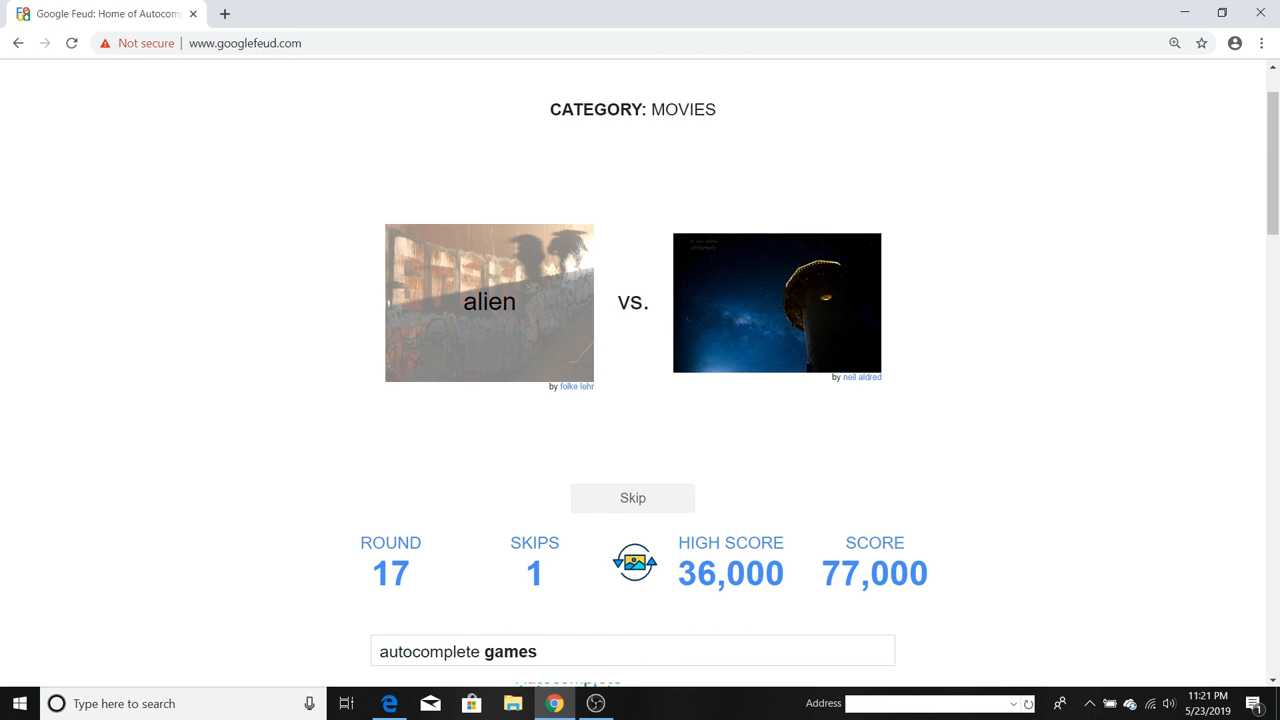 Google Feud: Home of Autocom
Not secure
www.googlefeud.com
CATEGORY: MOVIES
alien
vs.
by folke lehr
by neil aldred
Skip
ROUND
SKIPS
HIGH SCORE
SCORE
17
1
36,000
77,000
autocomplete games
Type here to search
Address
11:21 PM
5/23/2019
1